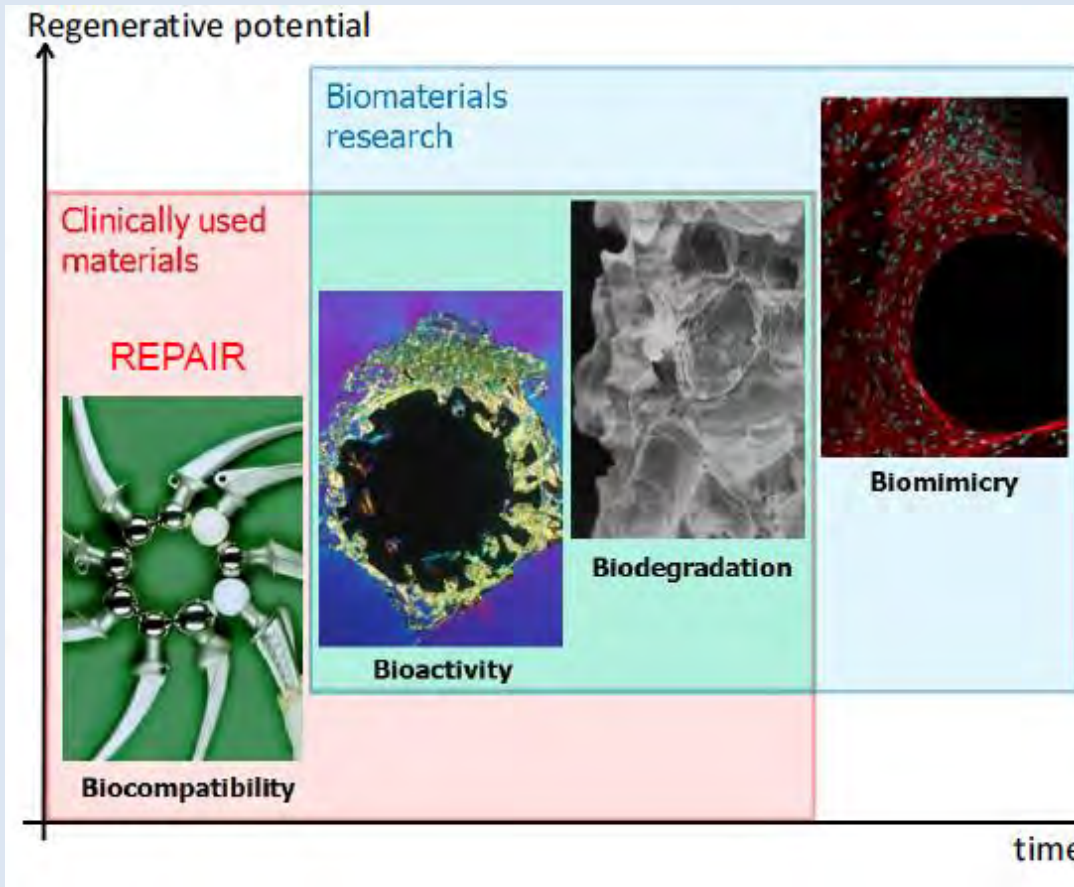 Regenerative potential
Biomaterials
research
Clinically used
materials
REPAIR
Biomimicry
Biodegradation
Bioactivity
Biocompatibility
time